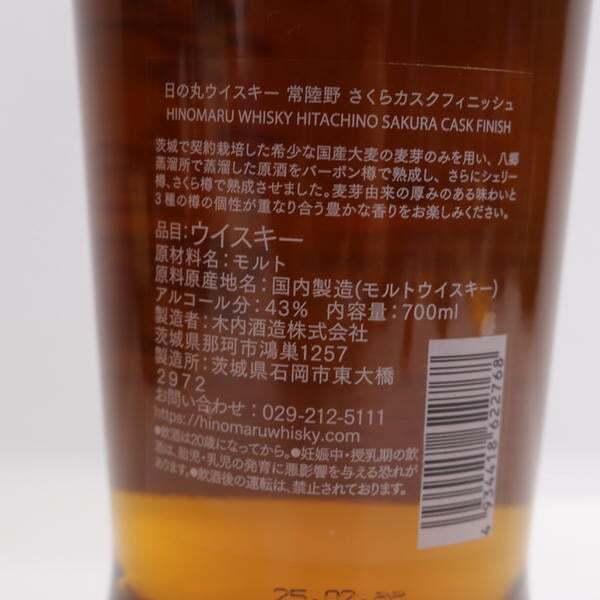 日の丸ウイスキー 常陸野 さくらカスクフィニッシュ
HINOMARU WHISKY HITACHINO SAKURA CASK FINISH
茨城で契約栽培した希少な国産大麦の麦芽のみを用い、八郷
蒸溜所で蒸溜した原酒をバーボン樽で熟成し、さらにシェリー
樽、さくら樽で熟成させました。麦芽由来の厚みのある味わいと
3種の樽の個性が重なり合う豊かな香りをお楽しみください。
品目:ウイスキー
原材料名:モルト
原料原産地名:国内製造(モルトウイスキー)
アルコール分:43% 内容量:700ml
製造者:木内酒造株式会社
茨城県那珂市鴻巣1257
製造所:茨城県石岡市東大橋
2972
お問い合わせ:029-212-5111
https://hinomaruwhisky.com
●飲酒は20歳になってから。●妊娠中・授乳期の飲
酒は、胎児・乳児の発育に悪影響を与える恐れが
あります。●飲酒後の運転は、禁止されております。
4934418622768
25.02